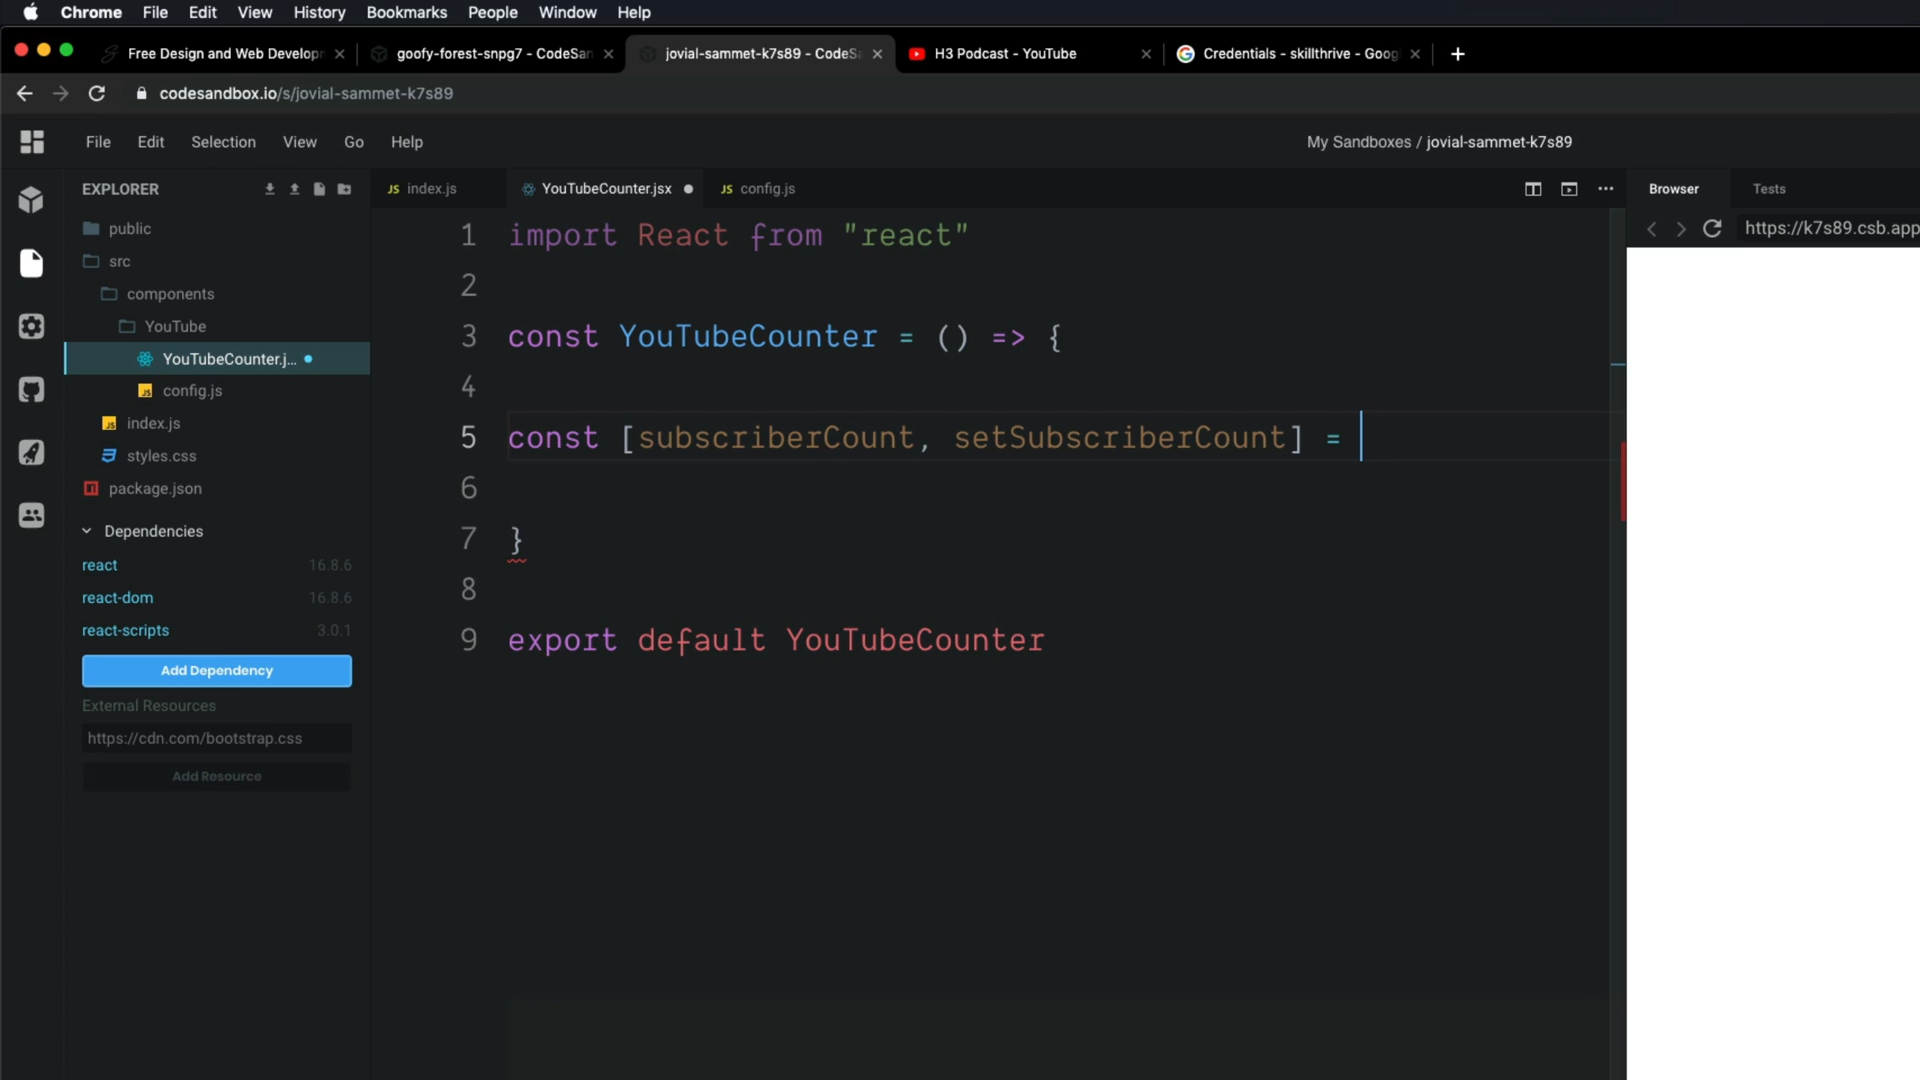 Chrome File Edit View History Bookmarks People Window Help
Free Design and Web Develop goofy-forest-snpg7 - CodeSan jovial-sammet-k7s89 - CodeSa H3 Podcast - YouTube Credentials - skillthrive - Goog
codesandbox.io/s/jovial-sammet-k7s89
File Edit Selection View Go Help My Sandboxes / jovial-sammet-k7s89
EXPLORER JS index.js YouTubeCounter.jsx JS config.js ... Browser Tests
https://k7s89.csb.app
public
src
components
YouTube
YouTubeCounter.j...
JS config.js
JS index.js
styles.css
package.json
Dependencies
react 16.8.6
react-dom 16.8.6
react-scripts 3.0.1
Add Dependency
External Resources
https://cdn.com/bootstrap.css
Add Resource
1 import React from "react"
2
3 const YouTubeCounter = () => {
4
5 const [subscriberCount, setSubscriberCount] =
6
7 }
8
9 export default YouTubeCounter